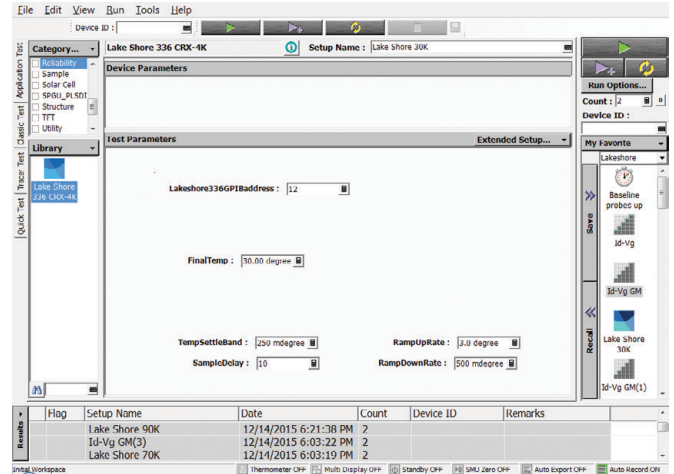 File Edit View Run Tools Help
Device ID :
Category...
Reliability
Sample
Solar Cell
SPGU_PLSDI
Structure
TFT
Utility
Library
Lake Shore
336 CRX-4K
Application Test
Classic Test
Tracer Test
Quick Test
Lake Shore 336 CRX-4K
Setup Name : Lake Shore 30K
Device Parameters
Test Parameters
Extended Setup...
Lakeshore336GPIBaddress : 12
FinalTemp : 30.00 degree
TempSettleBand : 250 mdegree
RampUpRate : 3.0 degree
SampleDelay : 10
RampDownRate : 500 mdegree
Run Options...
Count : 2
0
Device ID :
My Favorite
Lakeshore
Save
Recall
Baseline
probes up
Id-Vg
Id-Vg GM
Lake Shore
30K
Id-Vg GM(1)
Results
Flag Setup Name Date Count Device ID Remarks
Lake Shore 90K 12/14/2015 6:21:38 PM 2
Id-Vg(3) 12/14/2015 6:03:22 PM 2
Lake Shore 70K 12/14/2015 6:03:19 PM 2
Workspace
Thermometer OFF Multi Display OFF Standby OFF SMU Zero OFF Auto Export OFF Auto Record ON